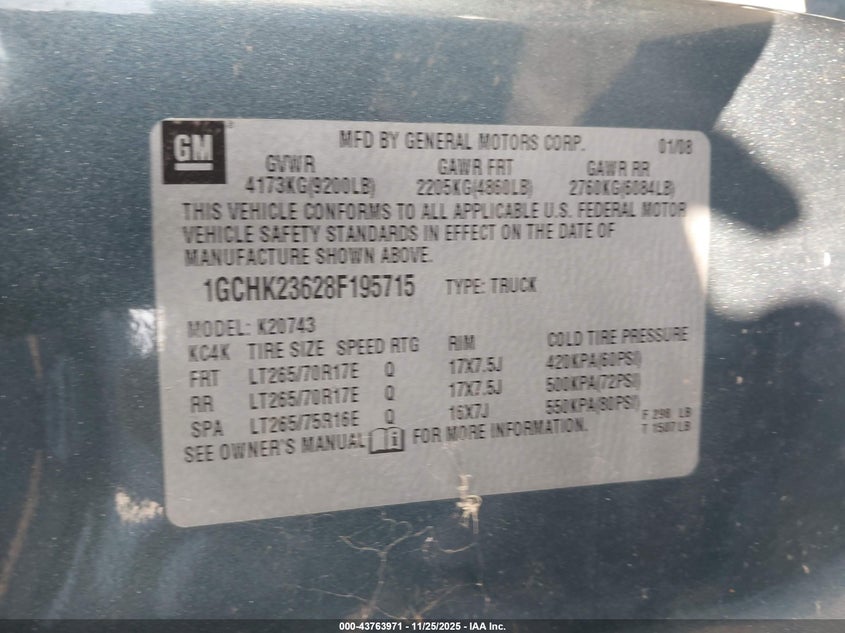 GM
MFD BY GENERAL MOTORS CORP. 01/08
GVWR GAWR FRT GAWR RR
4173KG(9200LB) 2205KG(4860LB) 2760KG(6084LB)
THIS VEHICLE CONFORMS TO ALL APPLICABLE U.S. FEDERAL MOTOR
VEHICLE SAFETY STANDARDS IN EFFECT ON THE DATE OF
MANUFACTURE SHOWN ABOVE.
1GCHK23628F195715 TYPE: TRUCK
MODEL: K20743
KC4K TIRE SIZE SPEED RTG RIM COLD TIRE PRESSURE
FRT LT265/70R17E Q 17X7.5J 420KPA(60PSI)
RR LT265/70R17E Q 17X7.5J 500KPA(72PSI)
SPA LT265/75R16E Q 16X7J 550KPA(80PSI)
F 298 LB
SEE OWNER'S MANUAL FOR MORE INFORMATION.
T 1507 LB
000-43763971 - 11/25/2025 - IAA Inc.